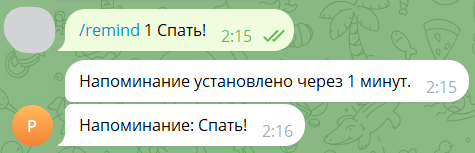 /remind 1 Спать! 2:15
Напоминание установлено через 1 минут. 2:15
P Напоминание: Спать! 2:16